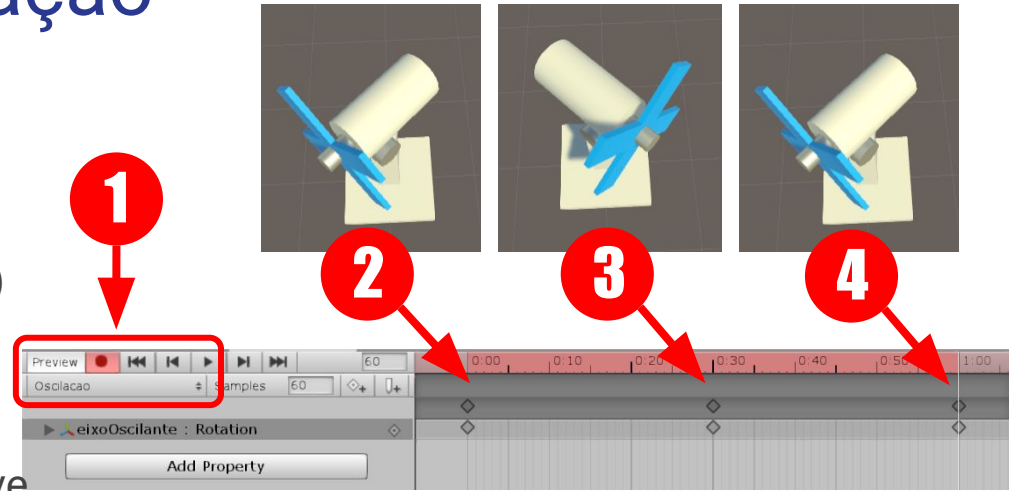 ação
1
2
3
4
)
Preview 60 0:00 0:10 0:20 0:30 0:40 0:50 1:00
Oscilacao Samples 60
eixoOscilante : Rotation
Add Property
ve